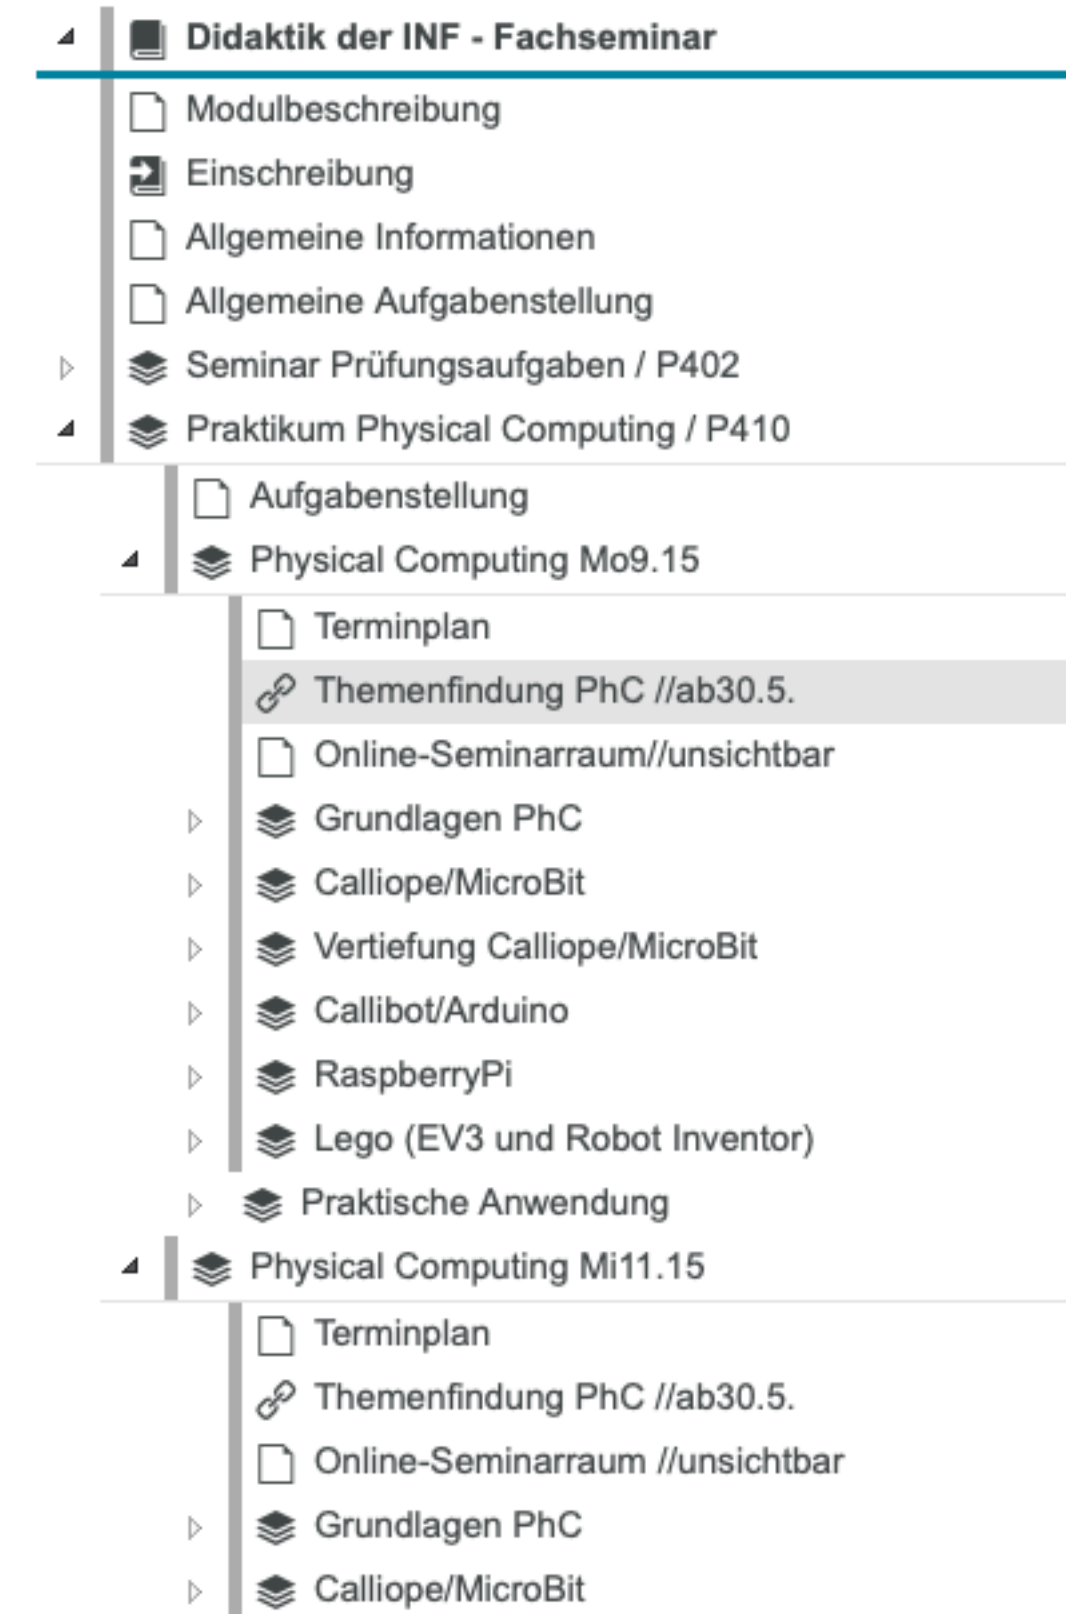 Didaktik der INF - Fachseminar
Modulbeschreibung
Einschreibung
Allgemeine Informationen
Allgemeine Aufgabenstellung
Seminar Prüfungsaufgaben / P402
Praktikum Physical Computing / P410
Aufgabenstellung
Physical Computing Mo9.15
Terminplan
Themenfindung PhC //ab30.5.
Online-Seminarraum//unsichtbar
Grundlagen PhC
Calliope/MicroBit
Vertiefung Calliope/MicroBit
Callibot/Arduino
RaspberryPi
Lego (EV3 und Robot Inventor)
Praktische Anwendung
Physical Computing Mi11.15
Terminplan
Themenfindung PhC //ab30.5.
Online-Seminarraum //unsichtbar
Grundlagen PhC
Calliope/MicroBit